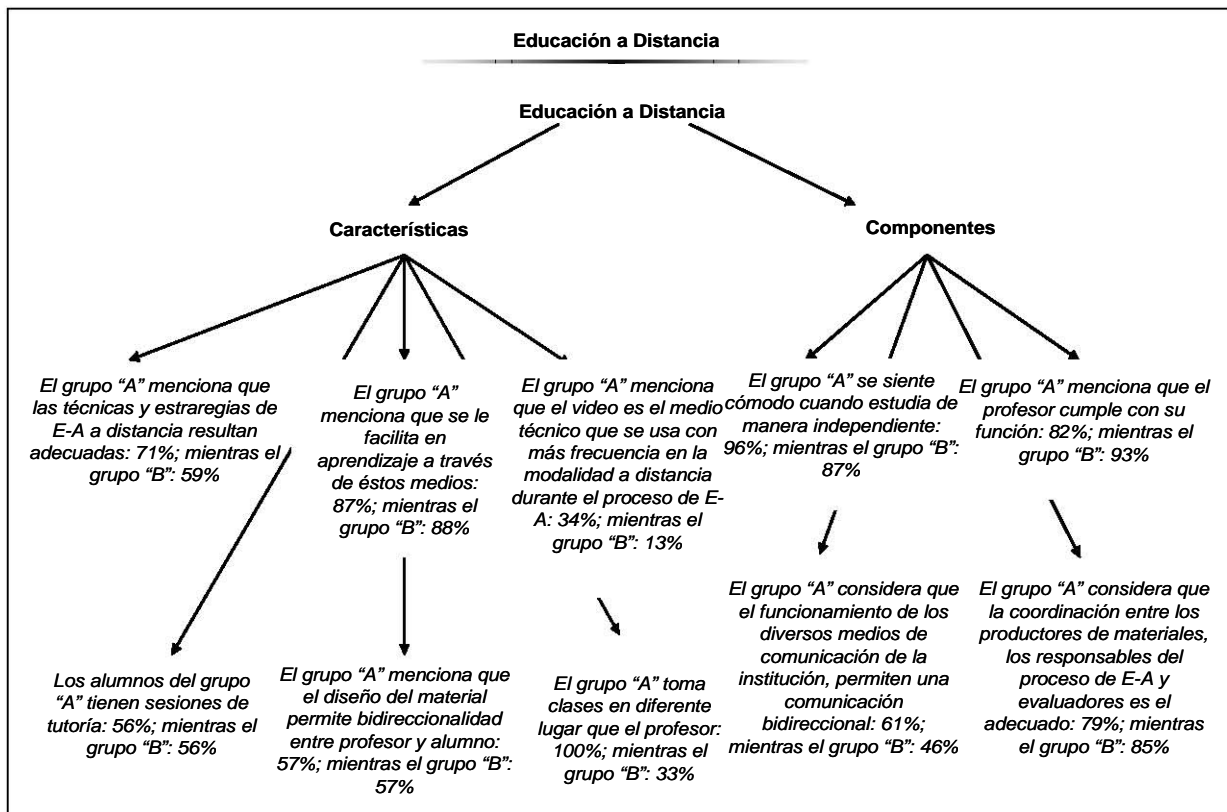 Educación a Distancia
Educación a Distancia
Características
Componentes
El grupo “A” menciona que
las técnicas y estraregias de
E-A a distancia resultan
adecuadas: 71%; mientras el
grupo “B”: 59%
El grupo “A”
menciona que se le
facilita en
aprendizaje a través
de éstos medios:
87%; mientras el
grupo “B”: 88%
El grupo “A” menciona
que el video es el medio
técnico que se usa con
más frecuencia en la
modalidad a distancia
durante el proceso de E-
A: 34%; mientras el
grupo “B”: 13%
El grupo “A” se siente
cómodo cuando estudia de
manera independiente:
96%; mientras el grupo “B”:
87%
El grupo “A” menciona que el
profesor cumple con su
función: 82%; mientras el
grupo “B”: 93%
Los alumnos del grupo
“A” tienen sesiones de
tutoría: 56%; mientras el
grupo “B”: 56%
El grupo “A” menciona que
el diseño del material
permite bidireccionalidad
entre profesor y alumno:
57%; mientras el grupo “B”:
57%
El grupo “A” toma
clases en diferente
lugar que el profesor:
100%; mientras el
grupo “B”: 33%
El grupo “A” considera que
el funcionamiento de los
diversos medios de
comunicación de la
institución, permiten una
comunicación
bidireccional: 61%;
mientras el grupo “B”: 46%
El grupo “A” considera que
la coordinación entre los
productores de materiales,
los responsables del
proceso de E-A y
evaluadores es el
adecuado: 79%; mientras
el grupo “B”: 85%